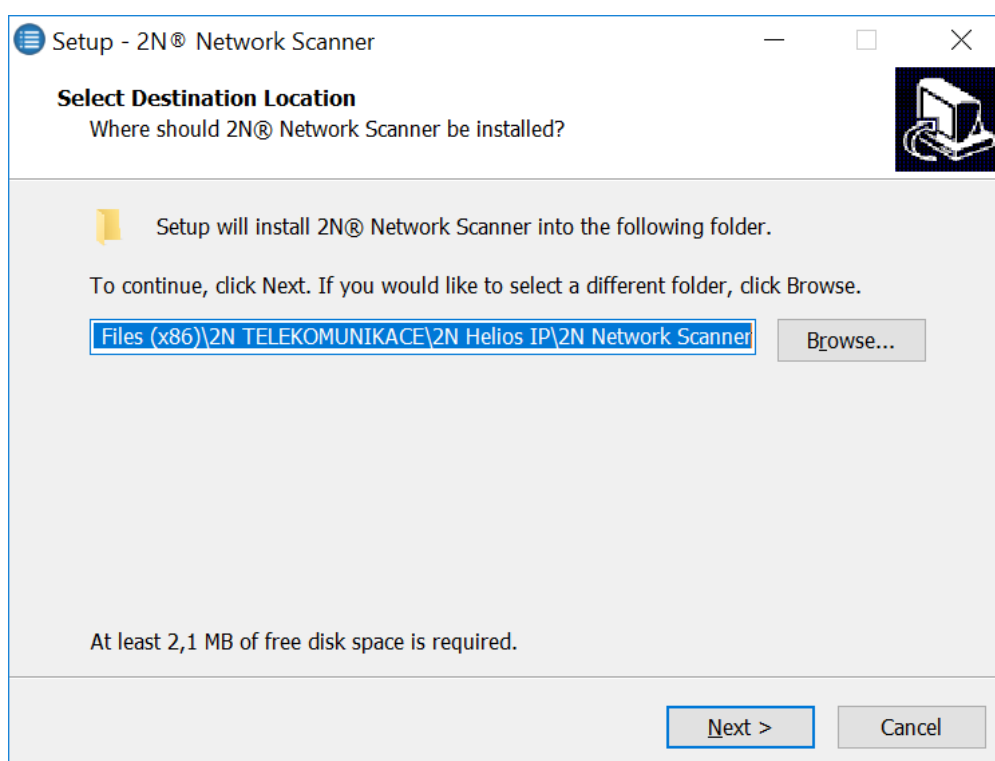 Setup - 2N® Network Scanner
Select Destination Location
Where should 2N® Network Scanner be installed?
Setup will install 2N® Network Scanner into the following folder.
To continue, click Next. If you would like to select a different folder, click Browse.
Files (x86)\2N TELEKOMUNIKACE\2N Helios IP\2N Network Scanner
Browse...
At least 2,1 MB of free disk space is required.
Next >
Cancel